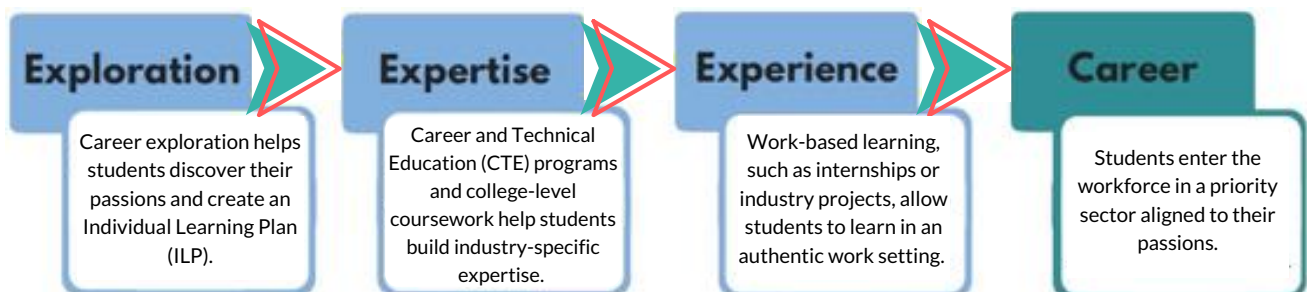 Exploration
Career exploration helps
students discover their
passions and create an
Individual Learning Plan
(ILP).
Expertise
Career and Technical
Education (CTE) programs
and college-level
coursework help students
build industry-specific
expertise.
Experience
Work-based learning,
such as internships or
industry projects, allow
students to learn in an
authentic work setting.
Career
Students enter the
workforce in a priority
sector aligned to their
passions.